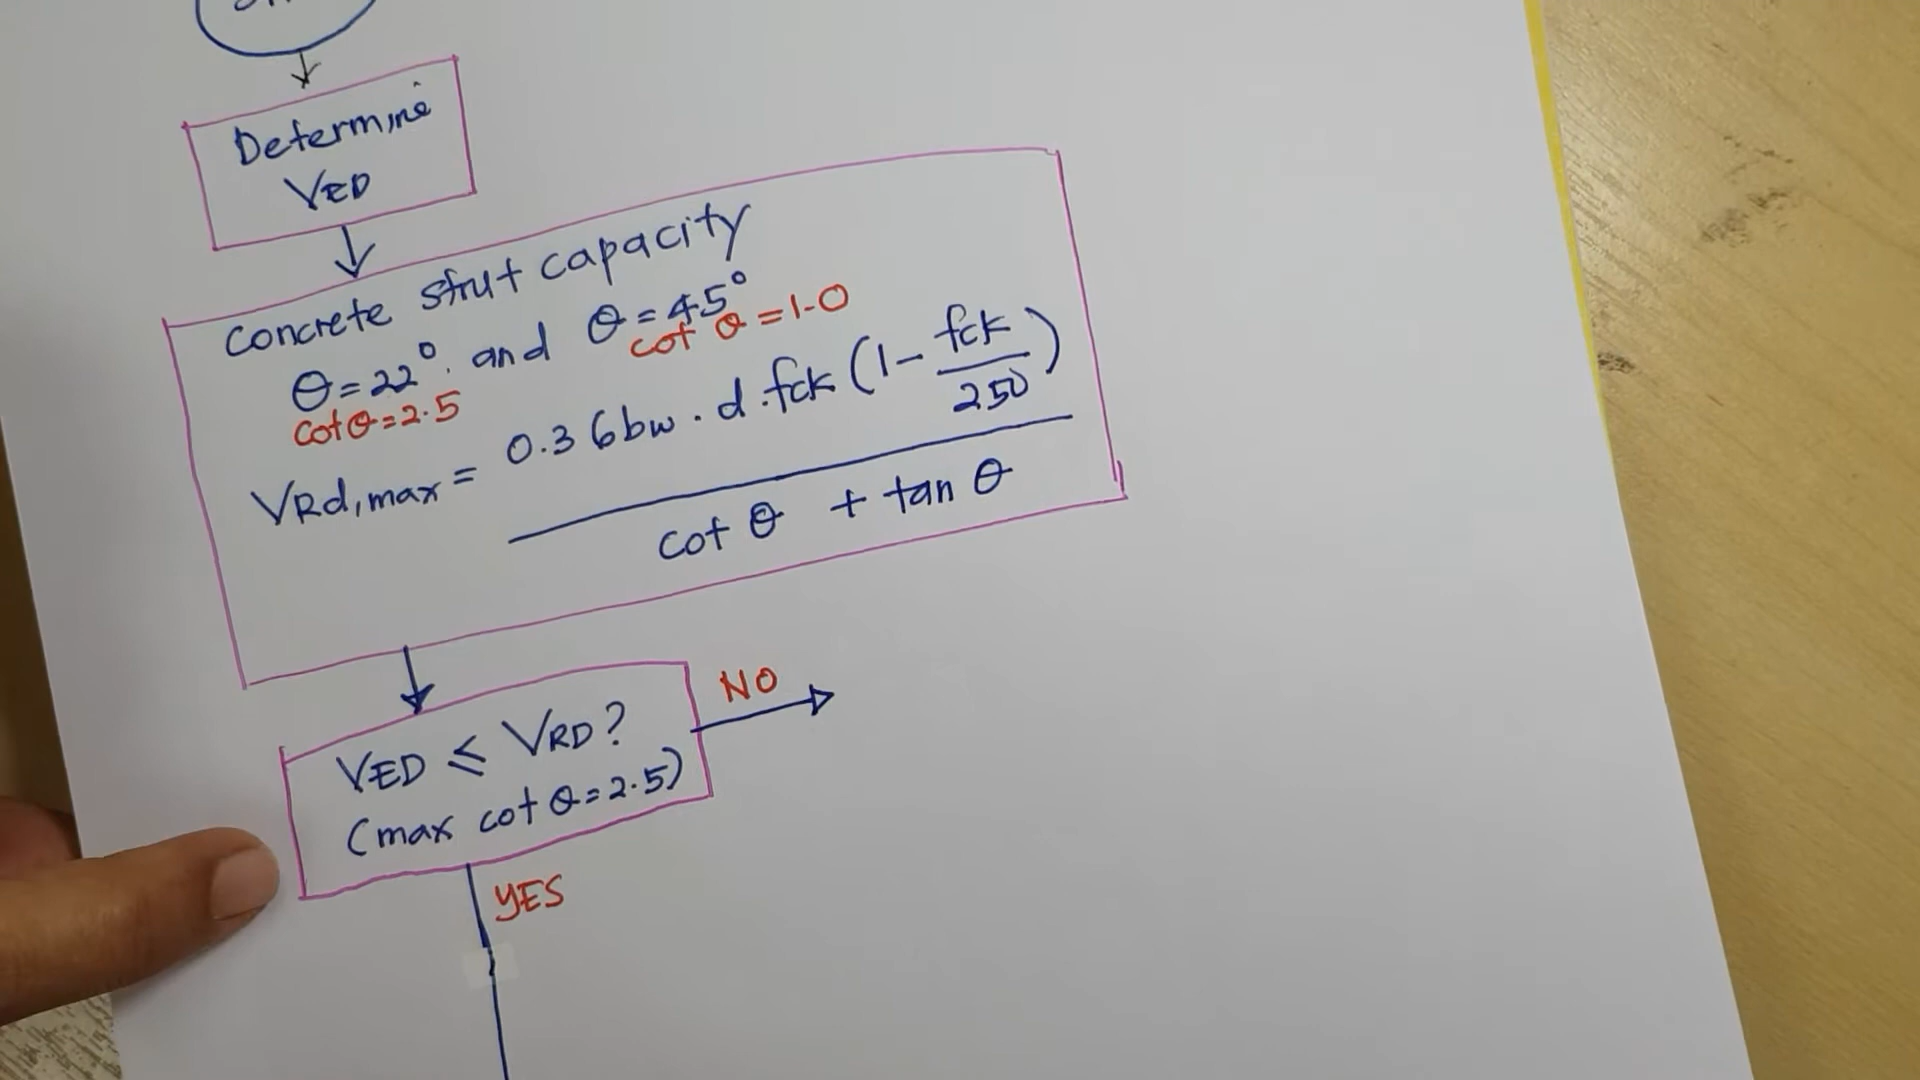 Determine
VED
concrete strut capacity
θ = 22°. and θ = 45°
cot θ = 2.5 cot θ = 1.0
VRd,max = 0.36bw . d . fck (1 - fck / 250)
cot θ + tan θ
VED ⩽ VRD?
(max cot θ = 2.5)
NO
YES